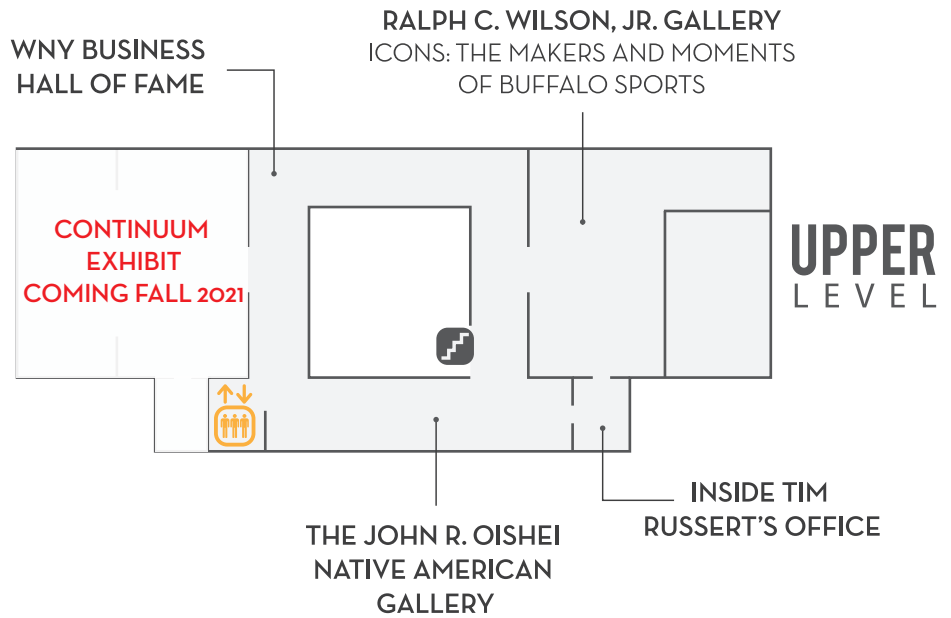 RALPH C. WILSON, JR. GALLERY
ICONS: THE MAKERS AND MOMENTS
OF BUFFALO SPORTS
WNY BUSINESS
HALL OF FAME
CONTINUUM
EXHIBIT
COMING FALL 2021
UPPER
LEVEL
INSIDE TIM
RUSSERT'S OFFICE
THE JOHN R. OISHEI
NATIVE AMERICAN
GALLERY